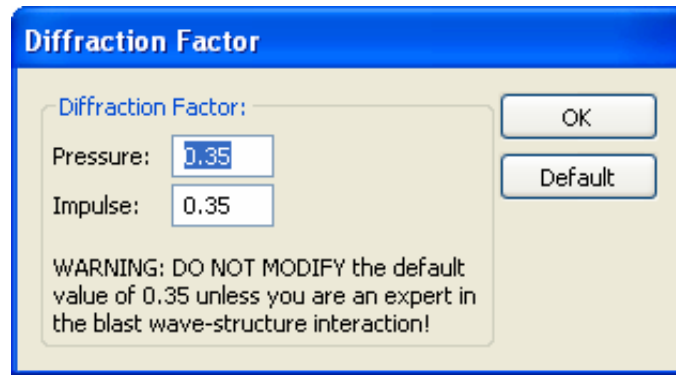 Diffraction Factor
Diffraction Factor:
Pressure: 0.35
Impulse: 0.35
WARNING: DO NOT MODIFY the default
value of 0.35 unless you are an expert in
the blast wave-structure interaction!
OK
Default